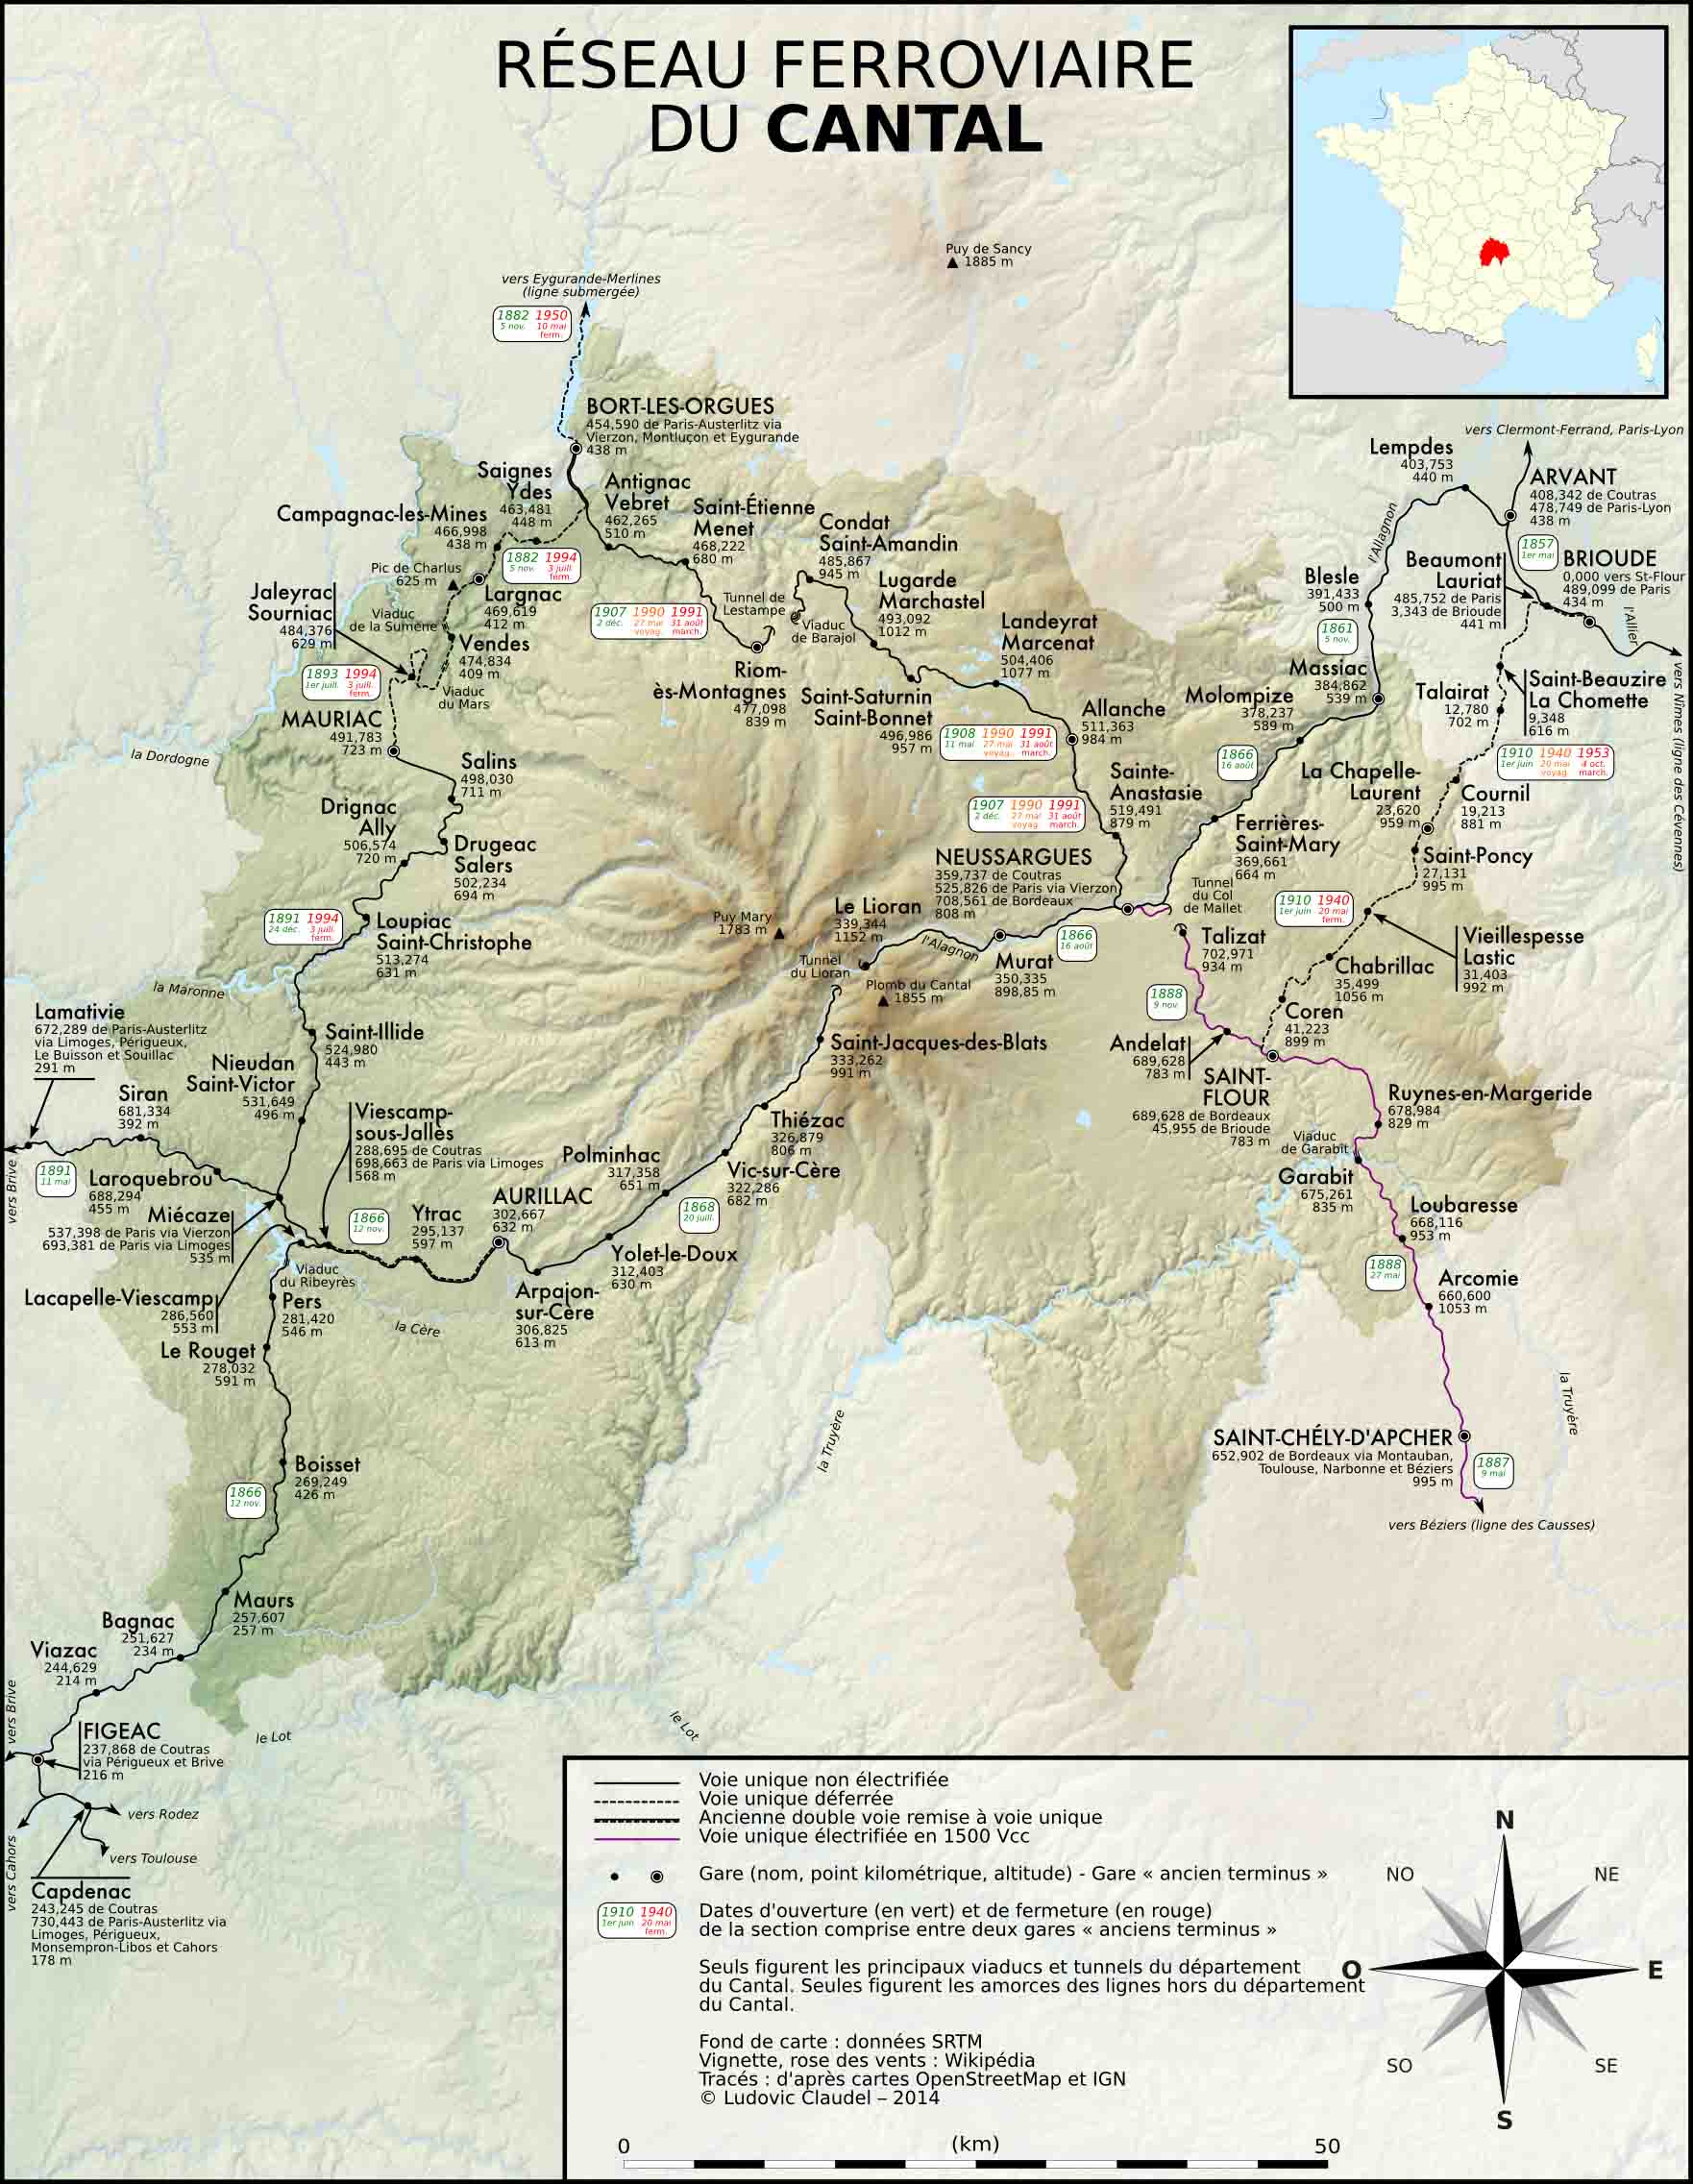 RÉSEAU FERROVIAIRE
DU CANTAL
Puy de Sancy
1885 m
vers Eygurande-Merlines
(ligne submergée)
1882 1950
5 nov. 10 mai
ferm.
BORT-LES-ORGUES
454,590 de Paris-Austerlitz via
Vierzon, Montluçon et Eygurande
438 m
Saignes
Ydes
463,481
448 m
Antignac
Vebret
462,265
510 m
Campagnac-les-Mines
466,998
438 m
1882 1994
5 nov. 3 juill.
ferm.
Saint-Étienne
Menet
468,222
680 m
Condat
Saint-Amandin
485,867
945 m
Pic de Charlus
625 m
Largnac
469,619
412 m
Jaleyrac
Sourniac
484,376
629 m
Viaduc
de la Sumène
Vendes
474,834
409 m
1893 1994
1er juill. 3 juill.
ferm.
Viaduc
du Mars
1907 1990 1991
2 déc. 27 mai 31 août
voyag. march.
Tunnel de
Lestampe
Viaduc
de Barajol
Riom-
ès-Montagnes
477,098
839 m
Lugarde
Marchastel
493,092
1012 m
Saint-Saturnin
Saint-Bonnet
496,986
957 m
Landeyrat
Marcenat
504,406
1077 m
1908 1990 1991
11 mai 27 mai 31 août
voyag. march.
Allanche
511,363
984 m
1907 1990 1991
2 déc. 27 mai 31 août
voyag. march.
Sainte-
Anastasie
519,491
879 m
vers Clermont-Ferrand, Paris-Lyon
Lempdes
403,753
440 m
ARVANT
408,342 de Coutras
478,749 de Paris-Lyon
438 m
l'Allagnon
1857
1er mai
BRIOUDE
0,000 vers St-Flour
489,099 de Paris
434 m
Beaumont
Lauriat
485,752 de Paris
3,343 de Brioude
441 m
l'Allier
vers Nîmes (ligne des Cévennes)
Blesle
391,433
500 m
1861
5 nov.
Massiac
384,862
539 m
Molompize
378,237
589 m
1866
16 août
Talairat
12,780
702 m
Saint-Beauzire
La Chomette
9,348
616 m
1910 1940 1953
1er juin 20 mai 4 oct.
voyag. march.
La Chapelle-
Laurent
23,620
959 m
Cournil
19,213
881 m
Saint-Poncy
27,131
995 m
Ferrières-
Saint-Mary
369,661
664 m
NEUSSARGUES
359,737 de Coutras
525,826 de Paris via Vierzon
708,561 de Bordeaux
808 m
Tunnel
du Col
de Mallet
1910 1940
1er juin 20 mai
ferm.
Vieillespesse
Lastic
31,403
992 m
Talizat
702,971
934 m
Chabrillac
35,499
1056 m
1888
9 nov.
Coren
41,223
899 m
Andelat
689,628
783 m
SAINT-
FLOUR
689,628 de Bordeaux
45,955 de Brioude
783 m
Ruynes-en-Margeride
678,984
829 m
Viaduc
de Garabit
Garabit
675,261
835 m
Loubaresse
668,116
953 m
1888
27 mai
Arcomie
660,600
1053 m
la Truyère
SAINT-CHÉLY-D'APCHER
652,902 de Bordeaux via Montauban,
Toulouse, Narbonne et Béziers
995 m
1887
9 mai
vers Béziers (ligne des Causses)
la Dordogne
MAURIAC
491,783
723 m
Salins
498,030
711 m
Drignac
Ally
506,574
720 m
Drugeac
Salers
502,234
694 m
1891 1994
24 déc. 3 juill.
ferm.
Loupiac
Saint-Christophe
513,274
631 m
la Maronne
Puy Mary
1783 m
Le Lioran
339,344
1152 m
Tunnel
du Lioran
l'Alagnon
Plomb du Cantal
1855 m
Murat
350,335
898,85 m
1866
16 août
Saint-Jacques-des-Blats
333,262
991 m
Thiézac
326,879
806 m
Vic-sur-Cère
322,286
682 m
Polminhac
317,358
651 m
1868
20 juill.
Yolet-le-Doux
312,403
630 m
Arpajon-
sur-Cère
306,825
613 m
AURILLAC
302,667
632 m
Ytrac
295,137
597 m
1866
12 nov.
Lamativie
672,289 de Paris-Austerlitz
via Limoges, Périgueux,
Le Buisson et Souillac
291 m
Siran
681,334
392 m
Nieudan
Saint-Victor
531,649
496 m
Saint-Illide
524,980
443 m
Viescamp-
sous-Jallès
288,695 de Coutras
698,663 de Paris via Limoges
568 m
vers Brive
1891
11 mai
Laroquebrou
688,294
455 m
Miécaze
537,398 de Paris via Vierzon
693,381 de Paris via Limoges
535 m
Viaduc
du Ribeyrès
Lacapelle-Viescamp
286,560
553 m
Pers
281,420
546 m
la Cère
Le Rouget
278,032
591 m
Boisset
269,249
426 m
1866
12 nov.
Maurs
257,607
257 m
Bagnac
251,627
234 m
Viazac
244,629
214 m
vers Brive
FIGEAC
237,868 de Coutras
via Périgueux et Brive
216 m
le Lot
le Lot
la Truyère
vers Rodez
vers Toulouse
vers Cahors
Capdenac
243,245 de Coutras
730,443 de Paris-Austerlitz via
Limoges, Périgueux,
Monsempron-Libos et Cahors
178 m
Voie unique non électrifiée
Voie unique déferrée
Ancienne double voie remise à voie unique
Voie unique électrifiée en 1500 Vcc
Gare (nom, point kilométrique, altitude) - Gare « ancien terminus »
1910 1940
1er juin 20 mai
ferm.
Dates d'ouverture (en vert) et de fermeture (en rouge)
de la section comprise entre deux gares « anciens terminus »
Seuls figurent les principaux viaducs et tunnels du département
du Cantal. Seules figurent les amorces des lignes hors du département
du Cantal.
Fond de carte : données SRTM
Vignette, rose des vents : Wikipédia
Tracés : d'après cartes OpenStreetMap et IGN
© Ludovic Claudel – 2014
N
NO
NE
O
E
SO
SE
S
0
(km)
50